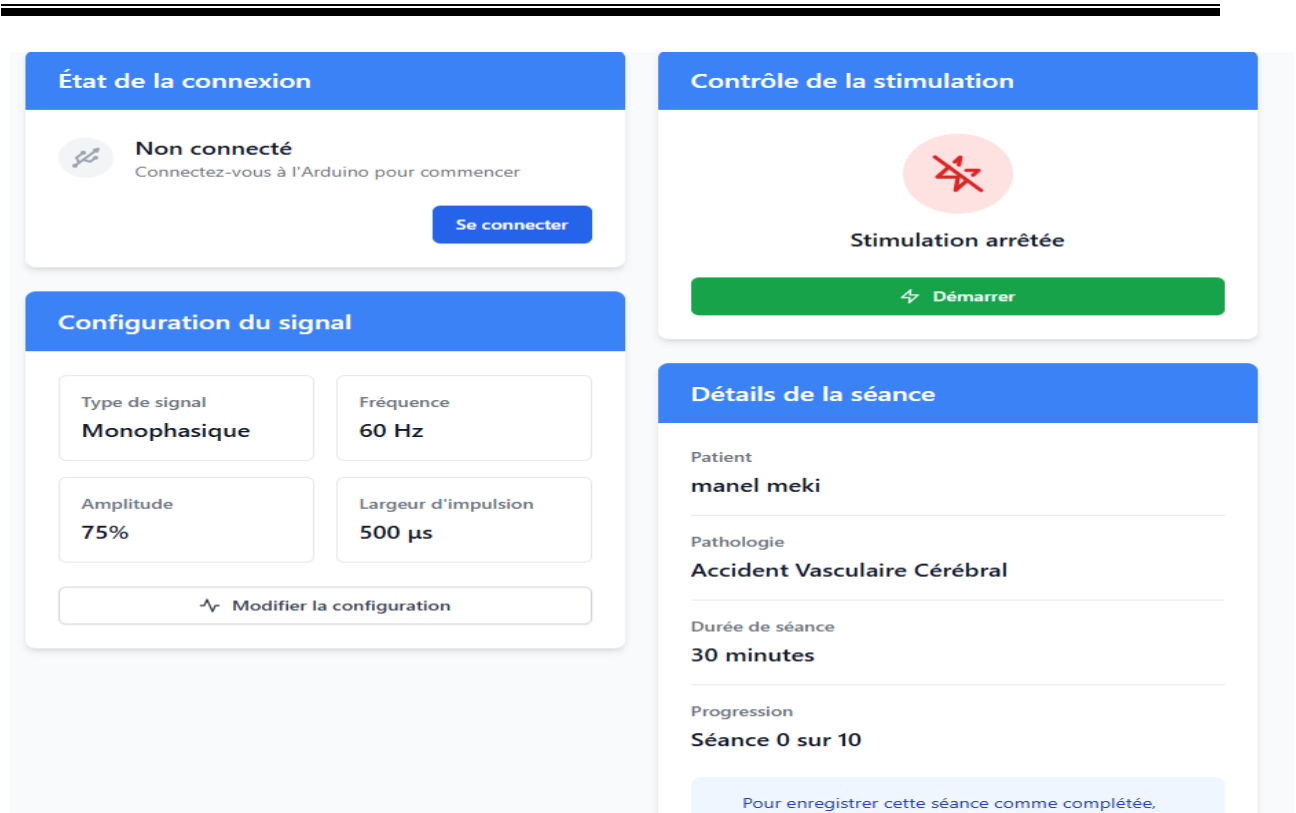 État de la connexion
Non connecté
Connectez-vous à l'Arduino pour commencer
Se connecter
Configuration du signal
Type de signal
Monophasique
Fréquence
60 Hz
Amplitude
75%
Largeur d'impulsion
500 µs
Modifier la configuration
Contrôle de la stimulation
Stimulation arrêtée
Démarrer
Détails de la séance
Patient
manel meki
Pathologie
Accident Vasculaire Cérébral
Durée de séance
30 minutes
Progression
Séance 0 sur 10
Pour enregistrer cette séance comme complétée,